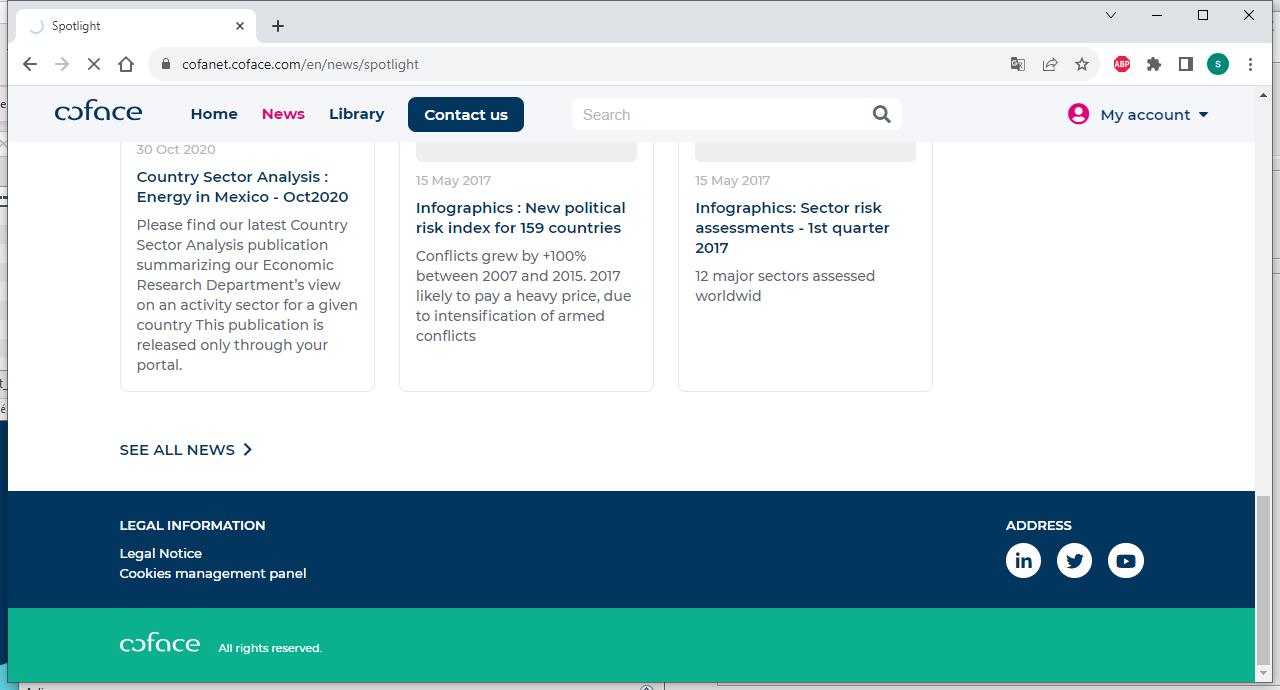 Spotlight
cofanet.coface.com/en/news/spotlight
ABP
S
coface
Home
News
Library
Contact us
Search
My account
30 Oct 2020
Country Sector Analysis :
Energy in Mexico - Oct2020
Please find our latest Country
Sector Analysis publication
summarizing our Economic
Research Department’s view
on an activity sector for a given
country This publication is
released only through your
portal.
15 May 2017
Infographics : New political
risk index for 159 countries
Conflicts grew by +100%
between 2007 and 2015. 2017
likely to pay a heavy price, due
to intensification of armed
conflicts
15 May 2017
Infographics: Sector risk
assessments - 1st quarter
2017
12 major sectors assessed
worldwid
SEE ALL NEWS
LEGAL INFORMATION
Legal Notice
Cookies management panel
ADDRESS
in
coface
All rights reserved.